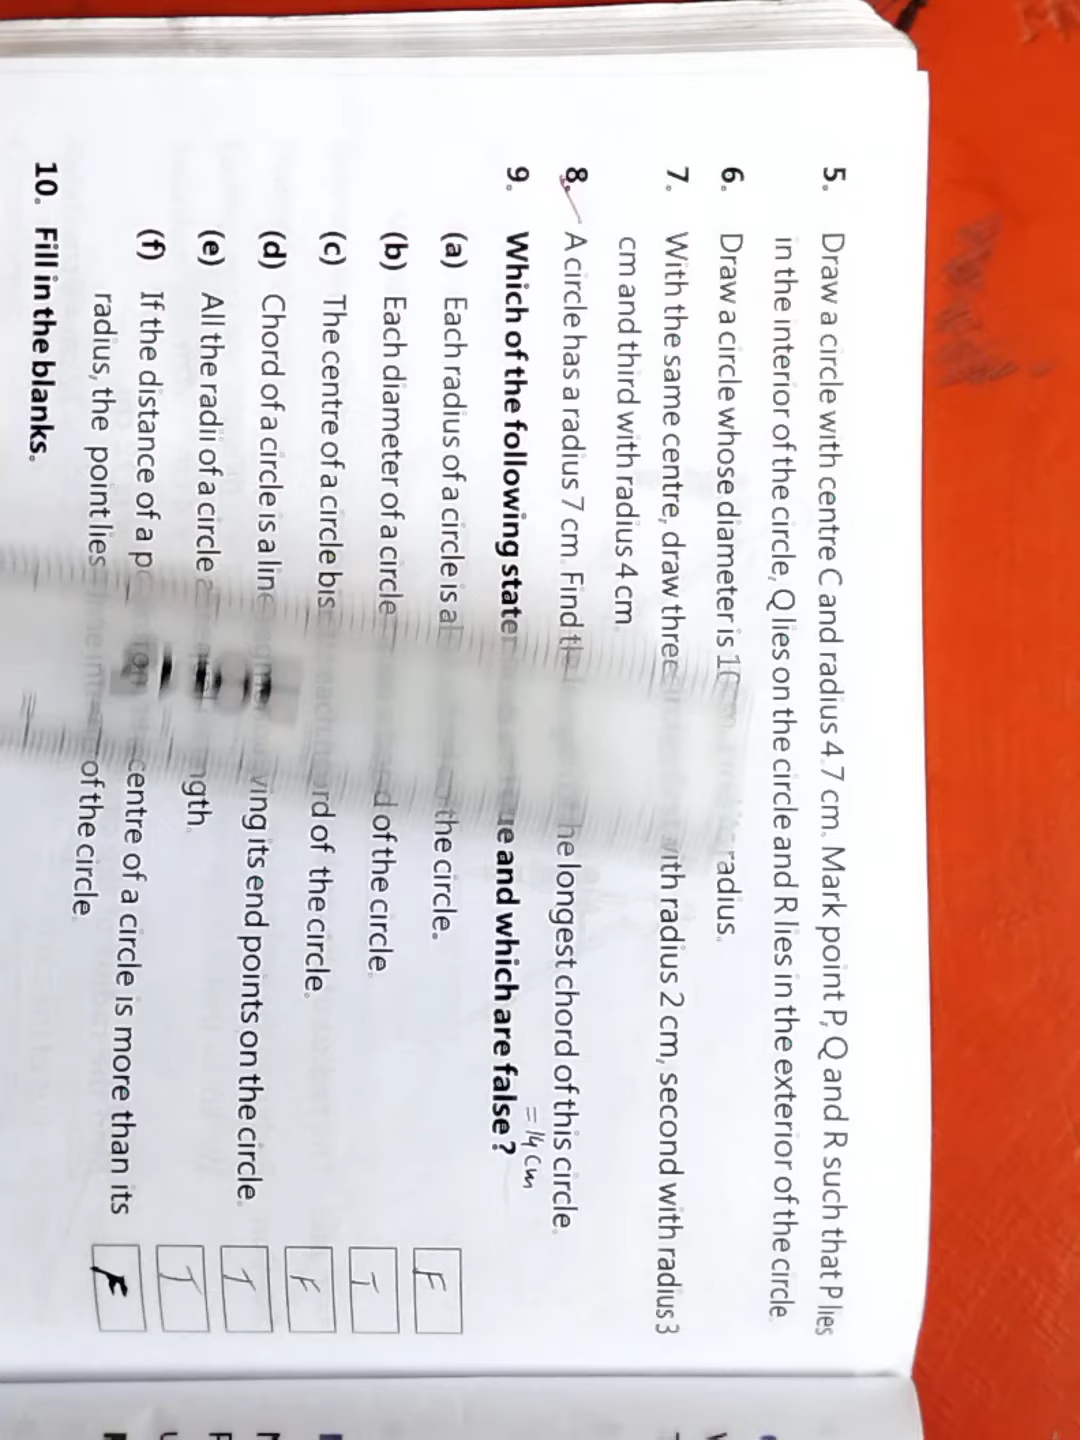 5. Draw a circle with centre C and radius 4.7 cm. Mark point P, Q and R such that P lies
in the interior of the circle, Q lies on the circle and R lies in the exterior of the circle.
6. Draw a circle whose diameter is radius.
7. With the same centre, draw three with radius 2 cm, second with radius 3
cm and third with radius 4 cm.
8. A circle has a radius 7 cm. Find the longest chord of this circle.
= 14 cm
9. Which of the following are true and which are false?
(a) Each radius of a circle is a the circle. F
(b) Each diameter of a circle of the circle. T
(c) The centre of a circle each chord of the circle. F
(d) Chord of a circle is a line having its end points on the circle. T
(e) All the radii of a circle length. T
(f) If the distance of a centre of a circle is more than its
radius, the point lies of the circle. F
10. Fill in the blanks.